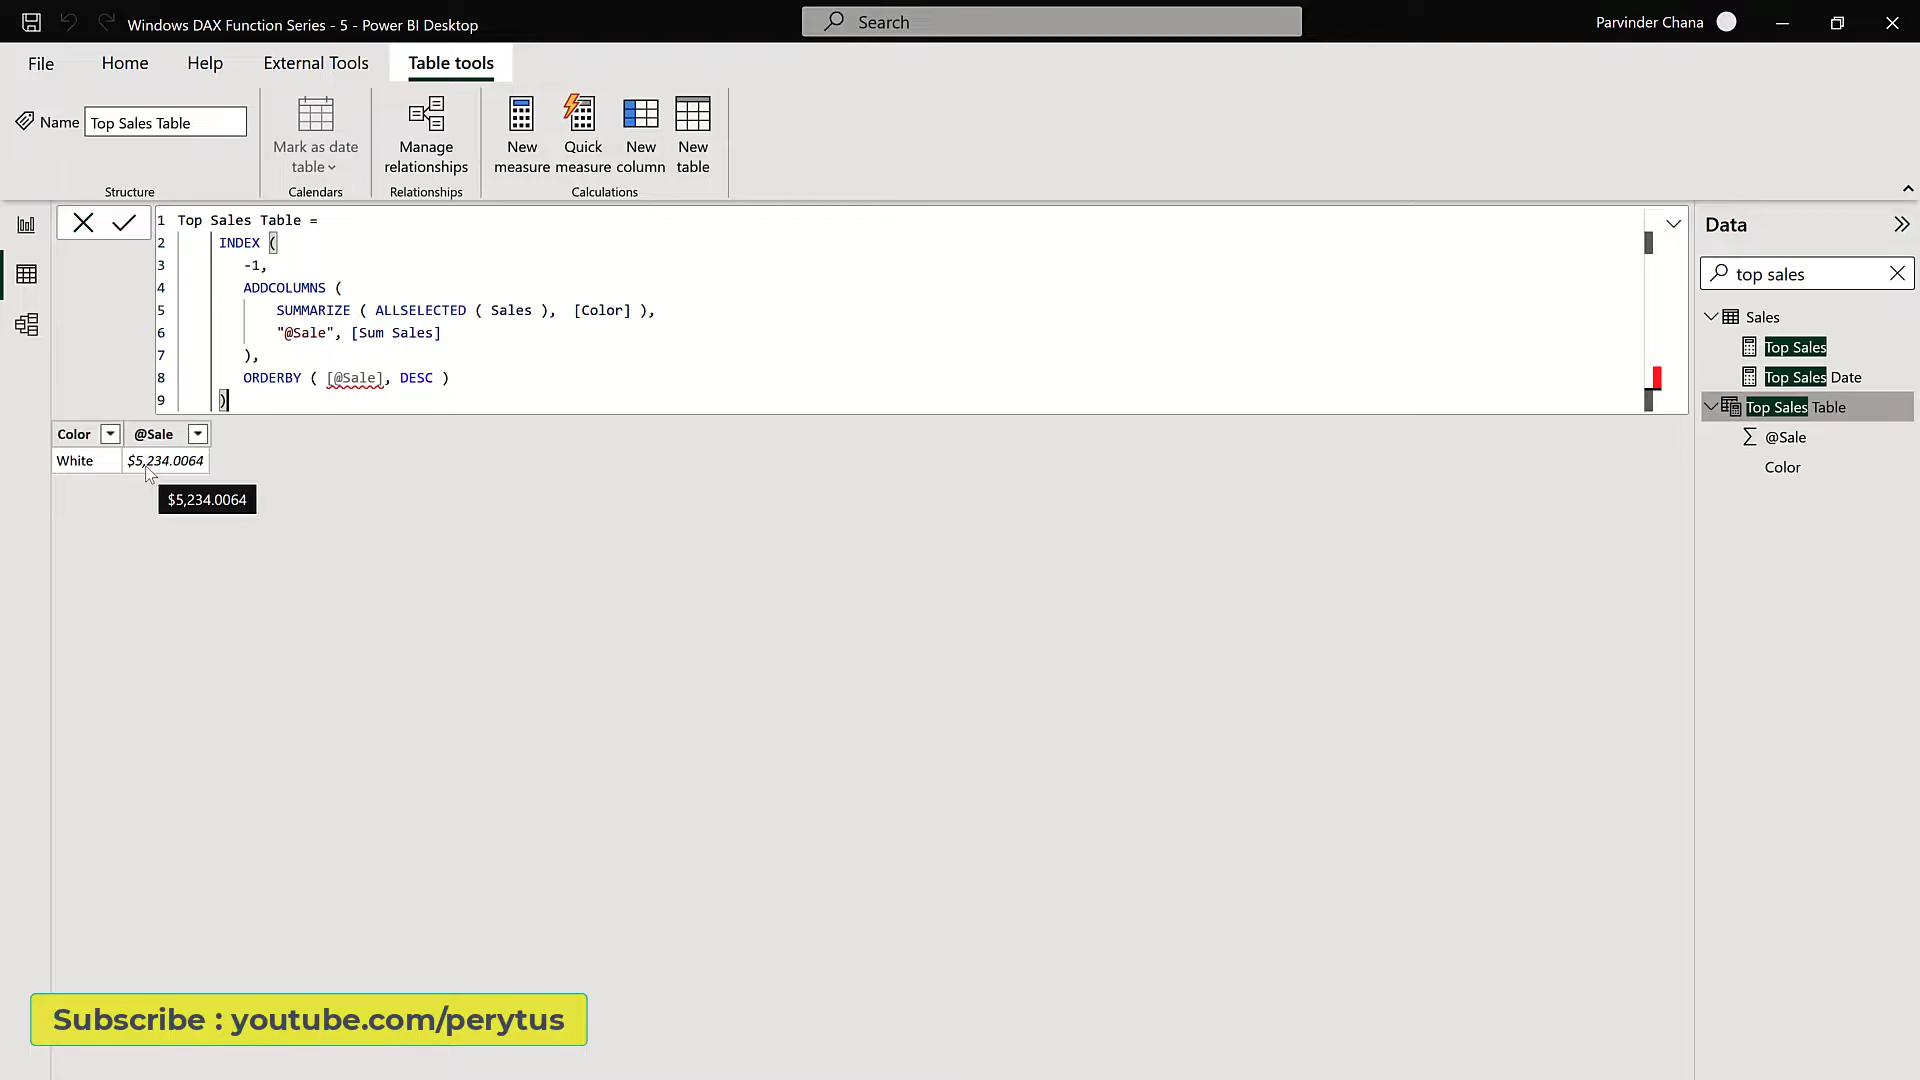 Windows DAX Function Series - 5 - Power BI Desktop
Search
Parvinder Chana
File
Home
Help
External Tools
Table tools
Name
Top Sales Table
Structure
Mark as date
table
Calendars
Manage
relationships
Relationships
New
measure
Quick
measure
New
column
New
table
Calculations
1 Top Sales Table =
2 INDEX (
3 -1,
4 ADDCOLUMNS (
5 SUMMARIZE ( ALLSELECTED ( Sales ), [Color] ),
6 "@Sale", [Sum Sales]
7 ),
8 ORDERBY ( [@Sale], DESC )
9 )
Color
@Sale
White
$5,234.0064
$5,234.0064
Data
top sales
Sales
Top Sales
Top Sales Date
Top Sales Table
@Sale
Color
Subscribe : youtube.com/perytus